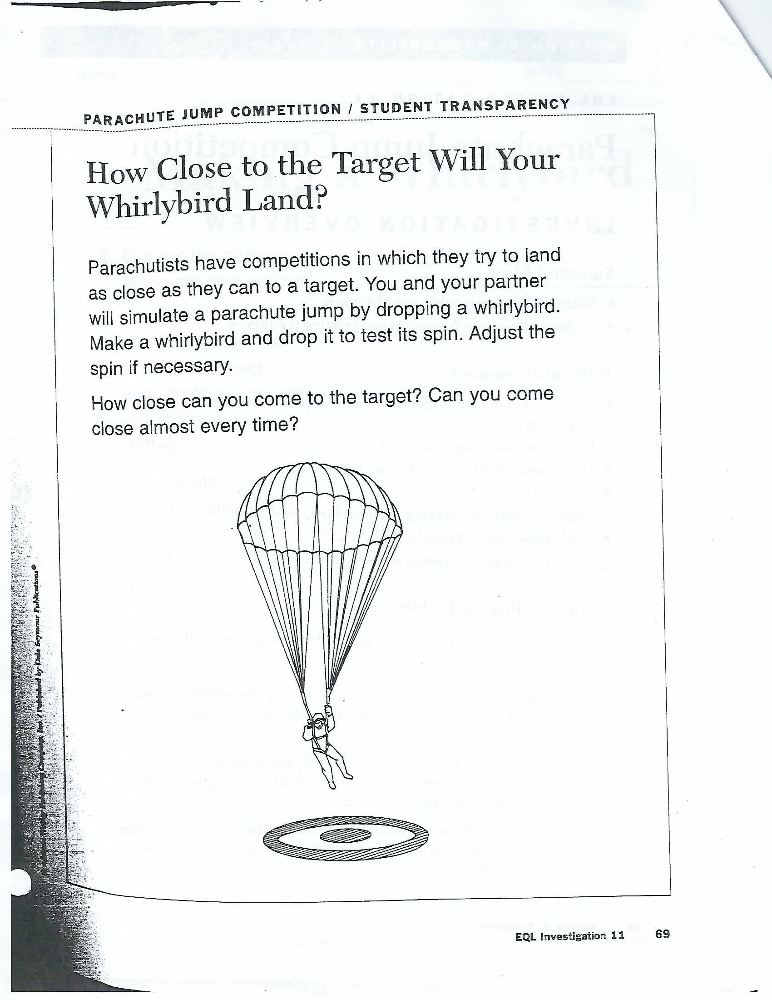 PARACHUTE JUMP COMPETITION / STUDENT TRANSPARENCY
How Close to the Target Will Your
Whirlybird Land?
Parachutists have competitions in which they try to land
as close as they can to a target. You and your partner
will simulate a parachute jump by dropping a whirlybird.
Make a whirlybird and drop it to test its spin. Adjust the
spin if necessary.
How close can you come to the target? Can you come
close almost every time?
Published by Dale Seymour Publications®
EQL Investigation 11 69